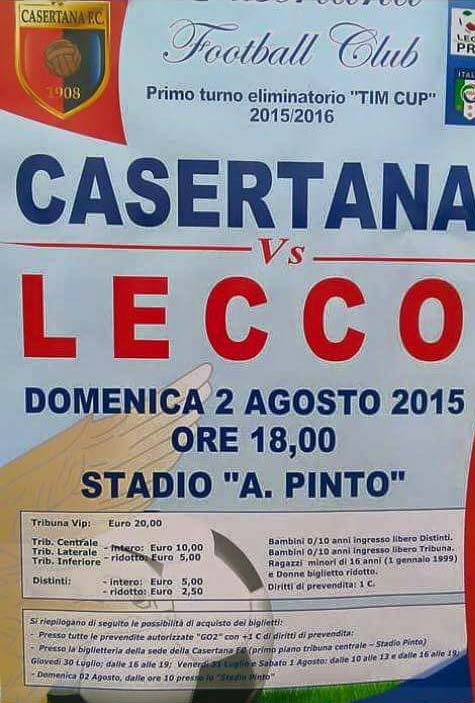 CASERTANA F.C.
1908
Football Club
Primo turno eliminatorio "TIM CUP"
2015/2016
CASERTANA
Vs
LECCO
DOMENICA 2 AGOSTO 2015
ORE 18,00
STADIO "A. PINTO"
Tribuna Vip: Euro 20,00
Trib. Centrale
Trib. Laterale - intero: Euro 10,00
Trib. Inferiore - ridotto: Euro 5,00
Distinti: - intero: Euro 5,00
- ridotto: Euro 2,50
Bambini 0/10 anni ingresso libero Distinti.
Bambini 0/10 anni ingresso libero Tribuna.
Ragazzi minori di 16 anni (1 gennaio 1999)
e Donne biglietto ridotto.
Diritti di prevendita: 1 C.
Si riepilogano di seguito le possibilità di acquisto dei biglietti:
- Presso tutte le prevendite autorizzate "GO2" con +1 C di diritti di prevendita:
- Presso la biglietteria della sede della Casertana FC (primo piano tribuna centrale - Stadio Pinto)
Giovedi 30 Luglio; dalle 16 alle 19; Venerdi 31 Luglio e Sabato 1 Agosto: dalle 10 alle 13 e dalle 16 alle 19;
- Domenica 02 Agosto, dalle ore 10 presso lo "Stadio Pinto"